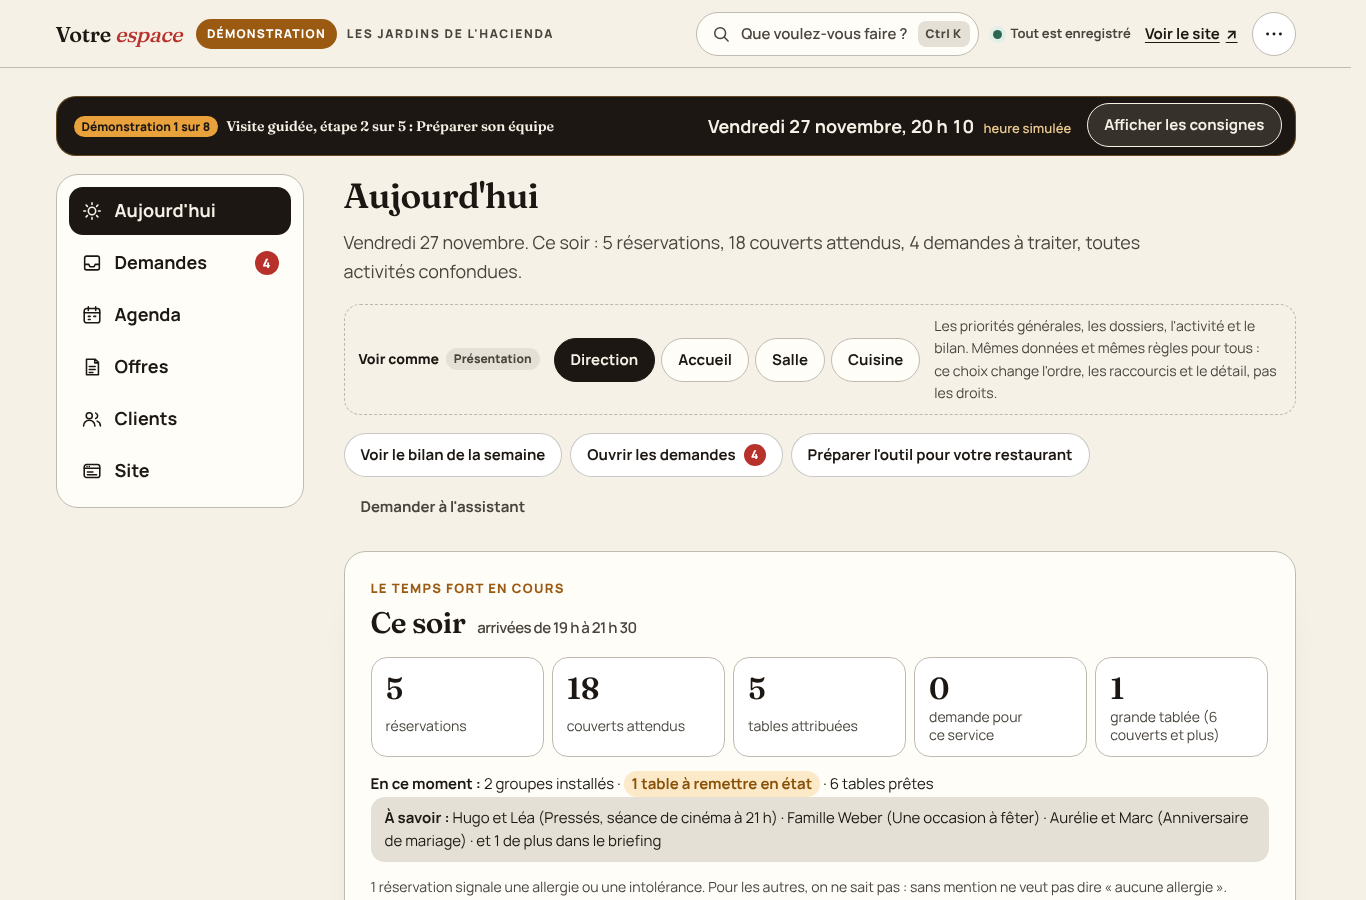 Votre espace DÉMONSTRATION LES JARDINS DE L'HACIENDA Que voulez-vous faire ? Ctrl K Tout est enregistré Voir le site
Démonstration 1 sur 8 Visite guidée, étape 2 sur 5 : Préparer son équipe Vendredi 27 novembre, 20 h 10 heure simulée Afficher les consignes
Aujourd'hui
Demandes 4
Agenda
Offres
Clients
Site
Aujourd'hui
Vendredi 27 novembre. Ce soir : 5 réservations, 18 couverts attendus, 4 demandes à traiter, toutes
activités confondues.
Voir comme Présentation Direction Accueil Salle Cuisine
Les priorités générales, les dossiers, l'activité et le
bilan. Mêmes données et mêmes règles pour tous :
ce choix change l'ordre, les raccourcis et le détail, pas
les droits.
Voir le bilan de la semaine Ouvrir les demandes 4 Préparer l'outil pour votre restaurant
Demander à l'assistant
LE TEMPS FORT EN COURS
Ce soir arrivées de 19 h à 21 h 30
5
réservations
18
couverts attendus
5
tables attribuées
0
demande pour
ce service
1
grande tablée (6
couverts et plus)
En ce moment : 2 groupes installés · 1 table à remettre en état · 6 tables prêtes
À savoir : Hugo et Léa (Pressés, séance de cinéma à 21 h) · Famille Weber (Une occasion à fêter) · Aurélie et Marc (Anniversaire
de mariage) · et 1 de plus dans le briefing
1 réservation signale une allergie ou une intolérance. Pour les autres, on ne sait pas : sans mention ne veut pas dire « aucune allergie ».